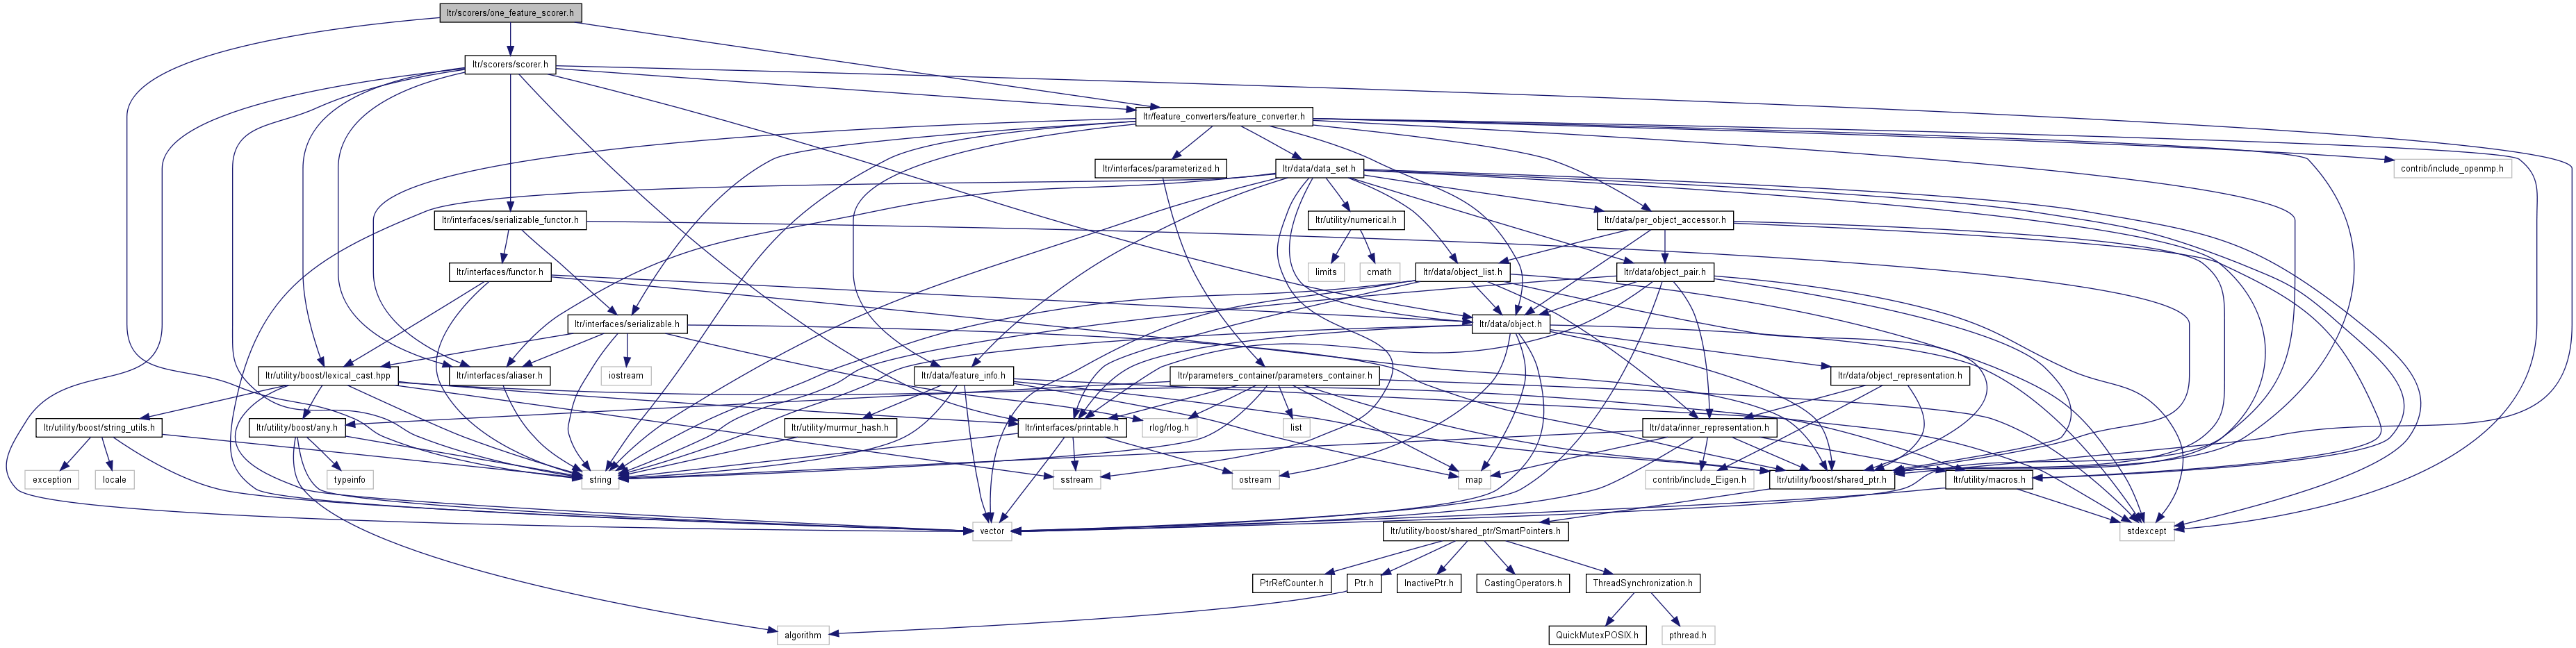 ltr/scorers/one_feature_scorer.h
ltr/scorers/scorer.h
ltr/feature_converters/feature_converter.h
ltr/interfaces/parameterized.h
ltr/data/data_set.h
contrib/include_openmp.h
ltr/interfaces/serializable_functor.h
ltr/utility/numerical.h
ltr/data/per_object_accessor.h
ltr/interfaces/functor.h
limits
cmath
ltr/data/object_list.h
ltr/data/object_pair.h
ltr/interfaces/serializable.h
ltr/data/object.h
ltr/utility/boost/lexical_cast.hpp
ltr/interfaces/aliaser.h
iostream
ltr/data/feature_info.h
ltr/parameters_container/parameters_container.h
ltr/data/object_representation.h
ltr/utility/boost/string_utils.h
ltr/utility/boost/any.h
ltr/utility/murmur_hash.h
ltr/interfaces/printable.h
rlog/rlog.h
list
ltr/data/inner_representation.h
exception
locale
typeinfo
string
sstream
ostream
map
contrib/include_Eigen.h
ltr/utility/boost/shared_ptr.h
ltr/utility/macros.h
vector
ltr/utility/boost/shared_ptr/SmartPointers.h
stdexcept
PtrRefCounter.h
Ptr.h
InactivePtr.h
CastingOperators.h
ThreadSynchronization.h
algorithm
QuickMutexPOSIX.h
pthread.h